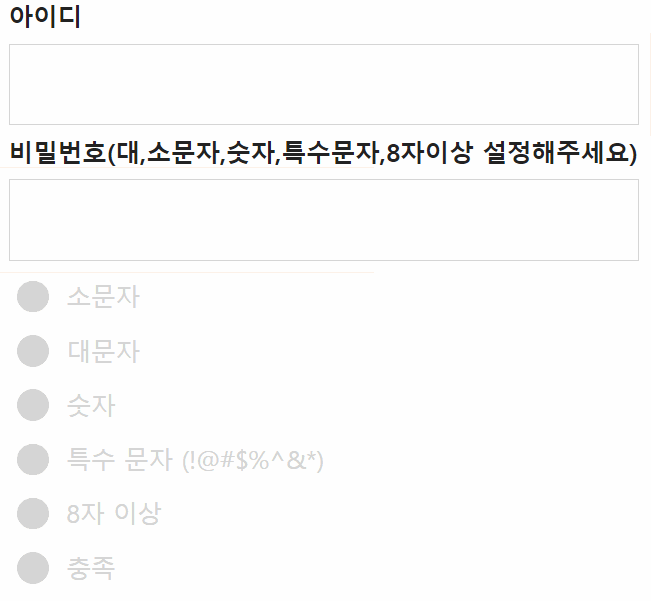 아이디
비밀번호(대,소문자,숫자,특수문자,8자이상 설정해주세요)
소문자
대문자
숫자
특수 문자 (!@#$%^&*)
8자 이상
충족